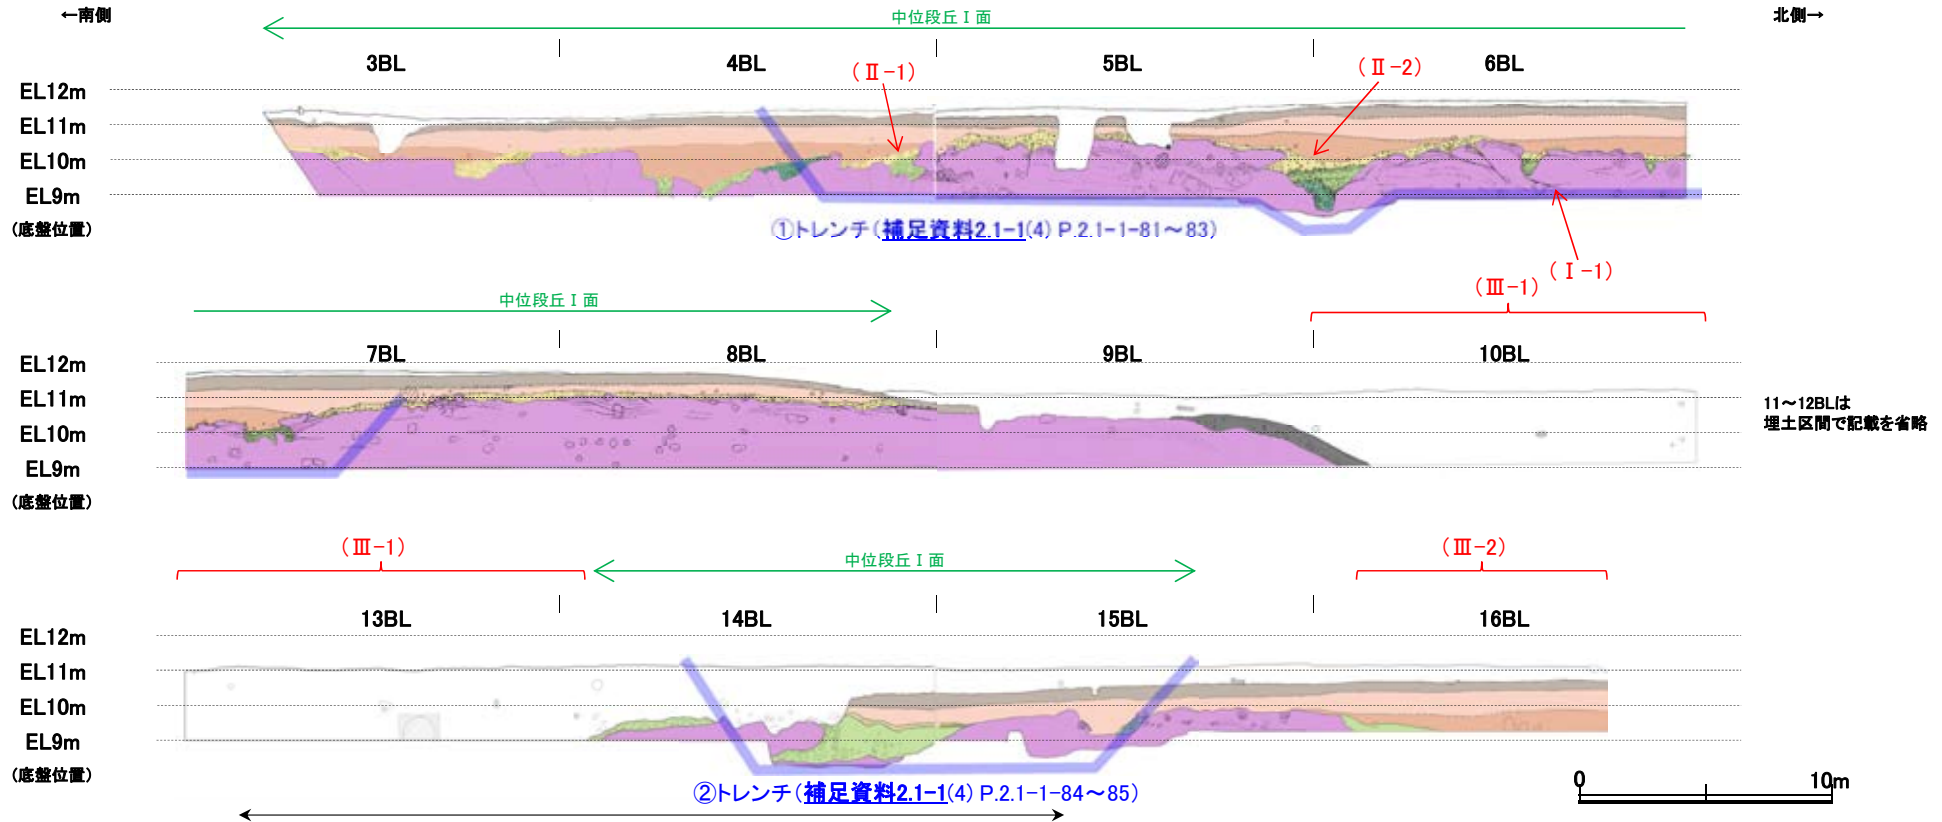 ←南側
北側→
中位段丘Ⅰ面
3BL
4BL
5BL
6BL
(Ⅱ-1)
(Ⅱ-2)
EL12m
EL11m
EL10m
EL9m
(底盤位置)
①トレンチ(補足資料2.1-1(4) P.2.1-1-81~83)
(Ⅰ-1)
(Ⅲ-1)
中位段丘Ⅰ面
7BL
8BL
9BL
10BL
EL12m
EL11m
EL10m
EL9m
(底盤位置)
11~12BLは
埋土区間で記載を省略
(Ⅲ-1)
中位段丘Ⅰ面
(Ⅲ-2)
13BL
14BL
15BL
16BL
EL12m
EL11m
EL10m
EL9m
(底盤位置)
②トレンチ(補足資料2.1-1(4) P.2.1-1-84~85)
0
10m